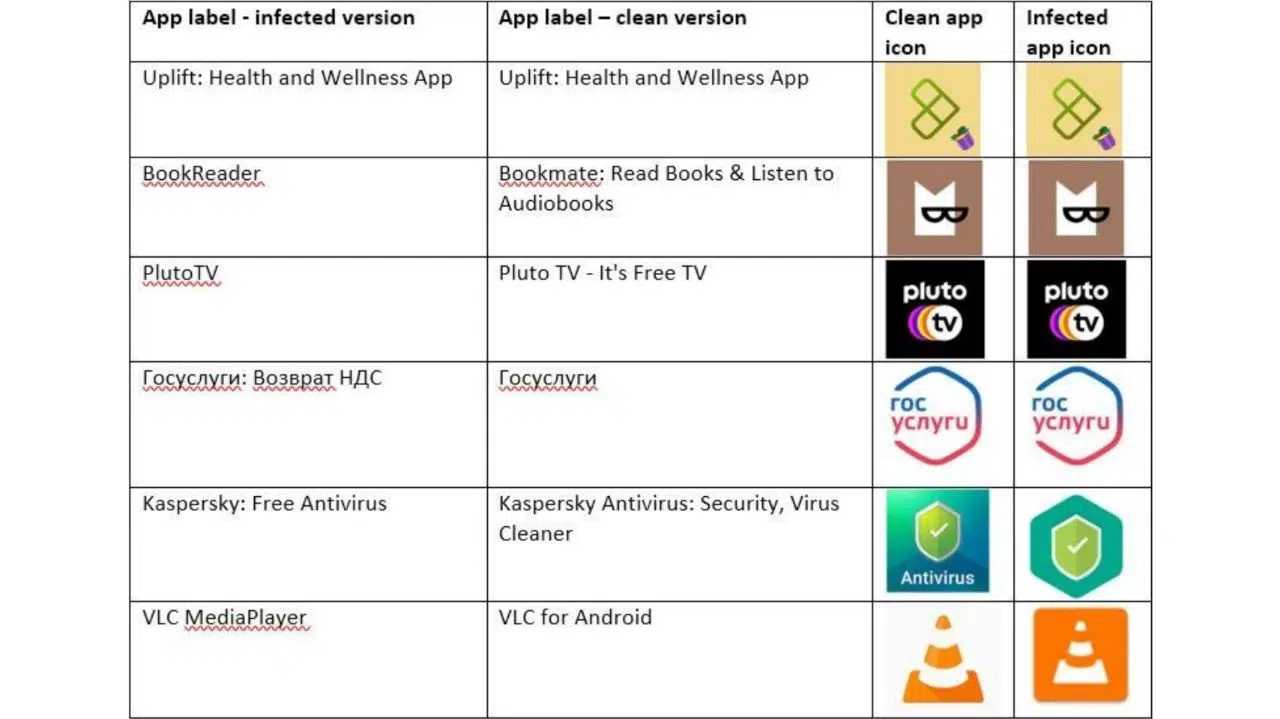 App label - infected version
App label – clean version
Clean app
icon
Infected
app icon
Uplift: Health and Wellness App
Uplift: Health and Wellness App
BookReader
Bookmate: Read Books & Listen to
Audiobooks
PlutoTV
Pluto TV - It's Free TV
pluto
tv
pluto
tv
Госуслуги: Возврат НДС
Госуслуги
гос
услуги
гос
услуги
Kaspersky: Free Antivirus
Kaspersky Antivirus: Security, Virus
Cleaner
Antivirus
VLC MediaPlayer
VLC for Android